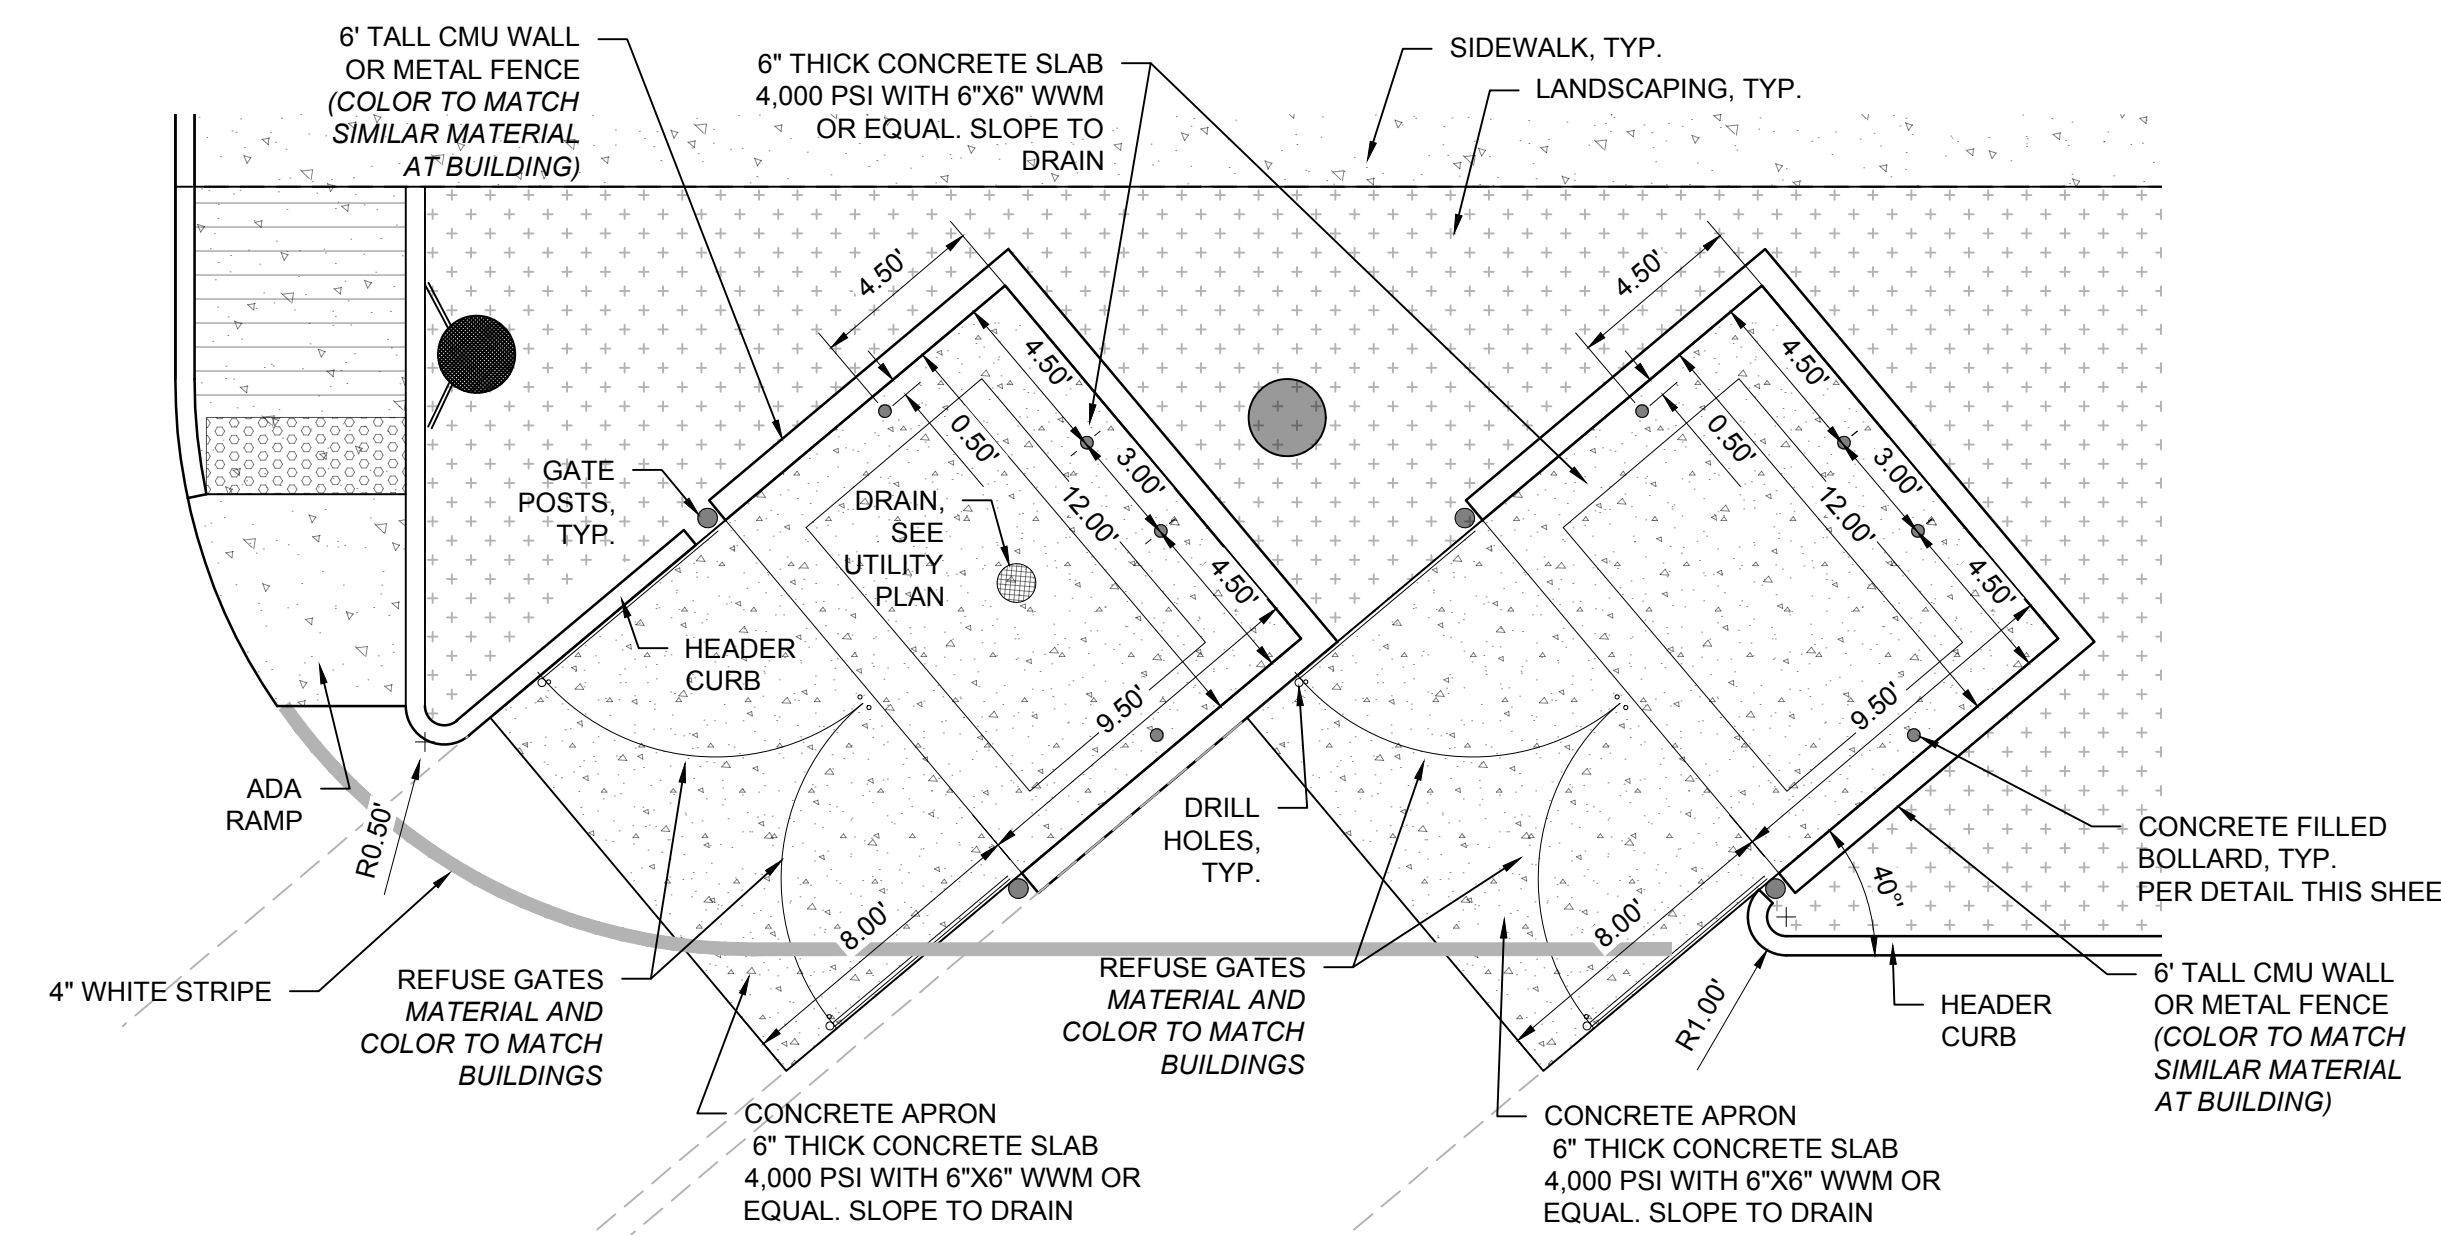 6' TALL CMU WALL
OR METAL FENCE
(COLOR TO MATCH
SIMILAR MATERIAL
AT BUILDING)
6" THICK CONCRETE SLAB
4,000 PSI WITH 6"X6" WWM
OR EQUAL. SLOPE TO
DRAIN
SIDEWALK, TYP.
LANDSCAPING, TYP.
4.50'
4.50'
4.50'
0.50'
3.00'
12.00'
4.50'
9.50'
8.00'
4.50'
0.50'
3.00'
12.00'
4.50'
9.50'
8.00'
GATE
POSTS,
TYP.
DRAIN,
SEE
UTILITY
PLAN
HEADER
CURB
ADA
RAMP
R0.50'
DRILL
HOLES,
TYP.
40°'
CONCRETE FILLED
BOLLARD, TYP.
PER DETAIL THIS SHEE
4" WHITE STRIPE
REFUSE GATES
MATERIAL AND
COLOR TO MATCH
BUILDINGS
REFUSE GATES
MATERIAL AND
COLOR TO MATCH
BUILDINGS
R1.00'
HEADER
CURB
6' TALL CMU WALL
OR METAL FENCE
(COLOR TO MATCH
SIMILAR MATERIAL
AT BUILDING)
CONCRETE APRON
6" THICK CONCRETE SLAB
4,000 PSI WITH 6"X6" WWM OR
EQUAL. SLOPE TO DRAIN
CONCRETE APRON
6" THICK CONCRETE SLAB
4,000 PSI WITH 6"X6" WWM OR
EQUAL. SLOPE TO DRAIN